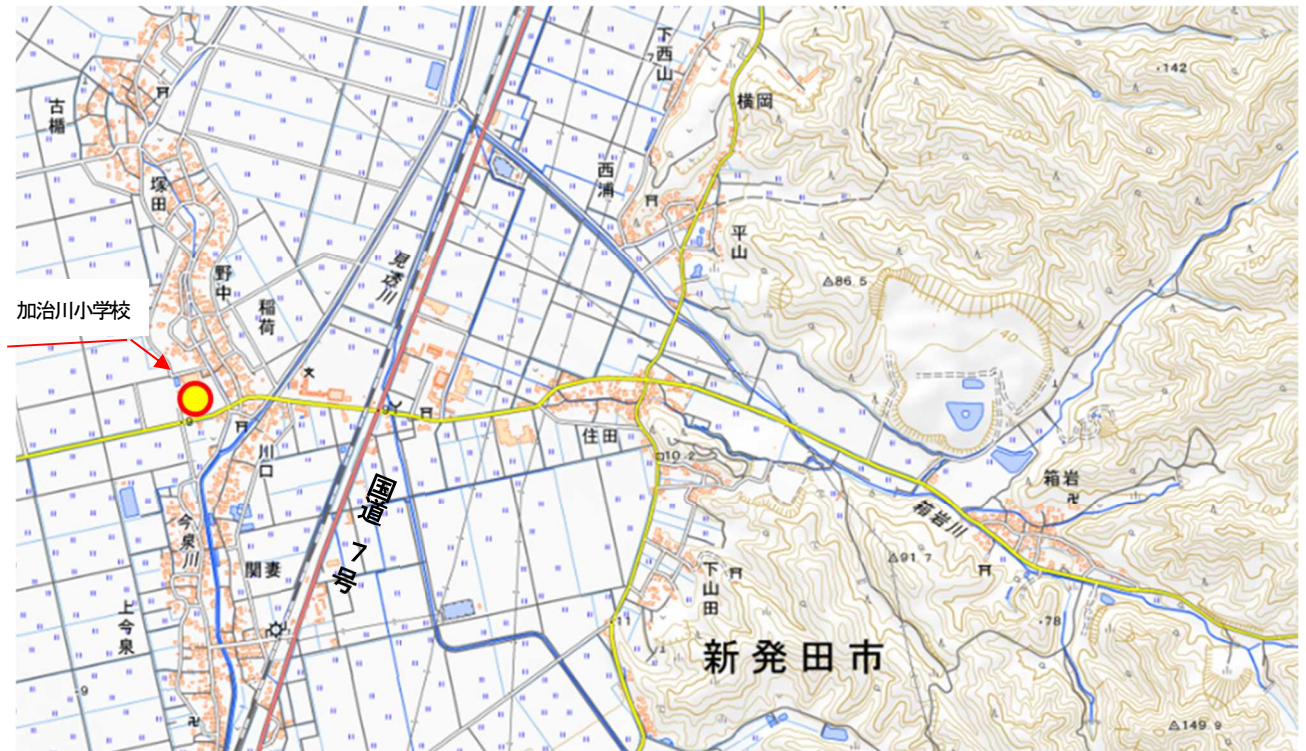 下西山
142
横岡
古楯
塚田
西浦
平山
見透川
野中
86.5
稲荷
加治川小学校
40
9
住田
川口
10.2
箱岩
国道 7号
箱岩川
今泉川
91.7
関妻
下山田
上今泉
78
11
新発田市
9
149.9